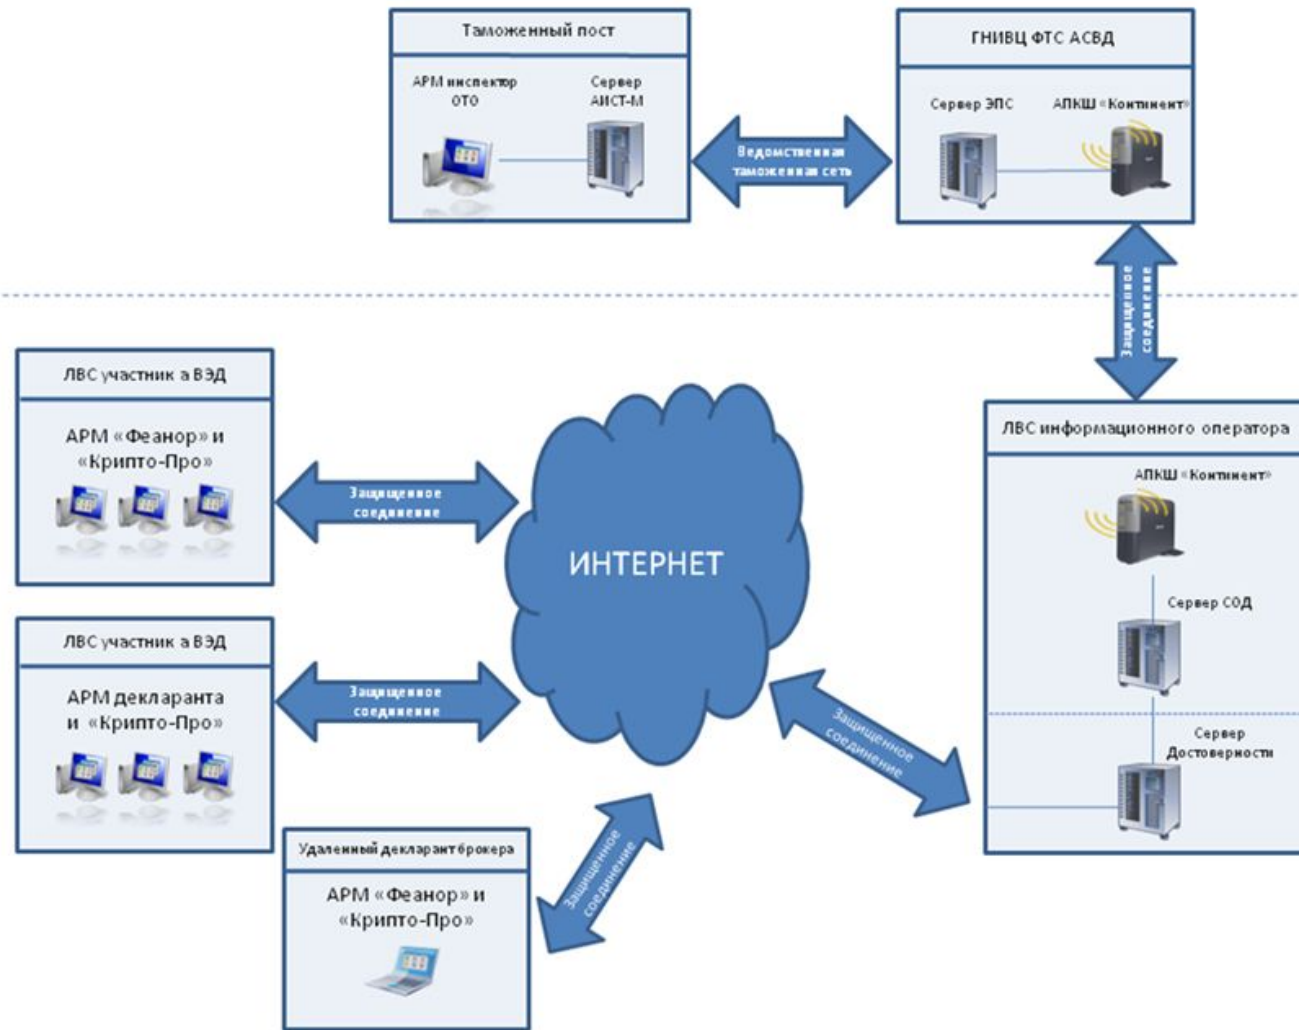 Таможенный пост
АРМ инспектор
ОТО
Сервер
АИСТ-М
Ведомственная
таможенная сеть
ГНИВЦ ФТС АСВД
Сервер ЭПС
АПКШ «Континент»
Защищенное
соединение
ЛВС участник а ВЭД
АРМ «Феанор» и
«Крипто-Про»
Защищенное
соединение
ИНТЕРНЕТ
ЛВС информационного оператора
АПКШ «Континент»
Сервер СОД
Сервер
Достоверности
ЛВС участник а ВЭД
АРМ декларанта
и «Крипто-Про»
Защищенное
соединение
Защищенное
соединение
Удаленный декларант брокера
АРМ «Феанор» и
«Крипто-Про»
Защищенное
соединение